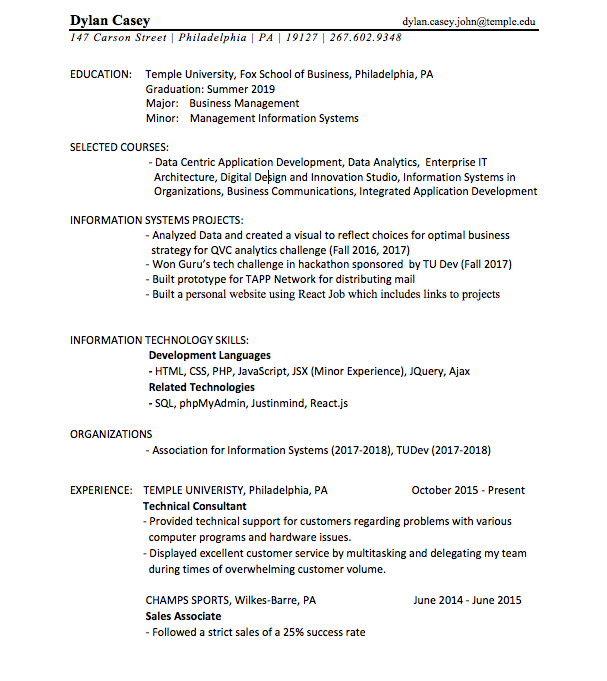 Dylan Casey dylan.casey.john@temple.edu
147 Carson Street | Philadelphia | PA | 19127 | 267.602.9348
EDUCATION: Temple University, Fox School of Business, Philadelphia, PA
Graduation: Summer 2019
Major: Business Management
Minor: Management Information Systems
SELECTED COURSES:
- Data Centric Application Development, Data Analytics, Enterprise IT
Architecture, Digital Design and Innovation Studio, Information Systems in
Organizations, Business Communications, Integrated Application Development
INFORMATION SYSTEMS PROJECTS:
- Analyzed Data and created a visual to reflect choices for optimal business
strategy for QVC analytics challenge (Fall 2016, 2017)
- Won Guru's tech challenge in hackathon sponsored by TU Dev (Fall 2017)
- Built prototype for TAPP Network for distributing mail
- Built a personal website using React Job which includes links to projects
INFORMATION TECHNOLOGY SKILLS:
Development Languages
- HTML, CSS, PHP, JavaScript, JSX (Minor Experience), JQuery, Ajax
Related Technologies
- SQL, phpMyAdmin, Justinmind, React.js
ORGANIZATIONS
- Association for Information Systems (2017-2018), TUDev (2017-2018)
EXPERIENCE: TEMPLE UNIVERISTY, Philadelphia, PA October 2015 - Present
Technical Consultant
- Provided technical support for customers regarding problems with various
computer programs and hardware issues.
- Displayed excellent customer service by multitasking and delegating my team
during times of overwhelming customer volume.
CHAMPS SPORTS, Wilkes-Barre, PA June 2014 - June 2015
Sales Associate
- Followed a strict sales of a 25% success rate